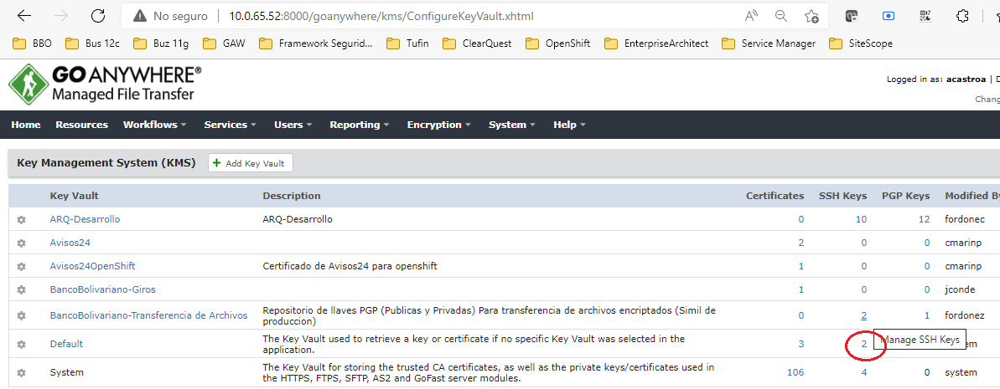 No seguro | 10.0.65.52:8000/goanywhere/kms/ConfigureKeyVault.xhtml
BBO Bus 12c Buz 11g GAW Framework Segurid... Tufin ClearQuest OpenShift EnterpriseArchitect Service Manager SiteScope
GO ANYWHERE®
Managed File Transfer
Logged in as: acastroa |
Chang
Home Resources Workflows Services Users Reporting Encryption System Help
Key Management System (KMS) + Add Key Vault
Key Vault Description Certificates SSH Keys PGP Keys Modified By
ARQ-Desarrollo ARQ-Desarrollo 0 10 12 fordonec
Avisos24 2 0 0 cmarinp
Avisos24OpenShift Certificado de Avisos24 para openshift 1 0 0 cmarinp
BancoBolivariano-Giros 1 0 0 jconde
BancoBolivariano-Transferencia de Archivos Repositorio de llaves PGP (Publicas y Privadas) Para transferencia de archivos encriptados (Simil de
produccion) 0 2 1 fordonez
Default The Key Vault used to retrieve a key or certificate if no specific Key Vault was selected in the
application. 3 2 Manage SSH Keys
System The Key Vault for storing the trusted CA certificates, as well as the private keys/certificates used in
the HTTPS, FTPS, SFTP, AS2 and GoFast server modules. 106 4 0 system